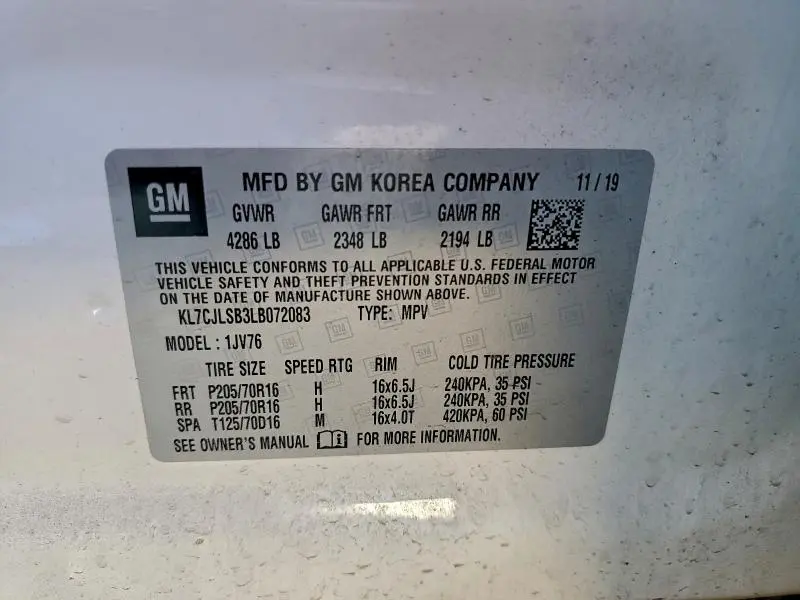 GM MFD BY GM KOREA COMPANY 11 / 19
GVWR GAWR FRT GAWR RR
4286 LB 2348 LB 2194 LB
THIS VEHICLE CONFORMS TO ALL APPLICABLE U.S. FEDERAL MOTOR
VEHICLE SAFETY AND THEFT PREVENTION STANDARDS IN EFFECT
ON THE DATE OF MANUFACTURE SHOWN ABOVE.
KL7CJLSB3LB072083 TYPE: MPV
MODEL : 1JV76
TIRE SIZE SPEED RTG RIM COLD TIRE PRESSURE
FRT P205/70R16 H 16x6.5J 240KPA, 35 PSI
RR P205/70R16 H 16x6.5J 240KPA, 35 PSI
SPA T125/70D16 M 16x4.0T 420KPA, 60 PSI
SEE OWNER'S MANUAL FOR MORE INFORMATION.